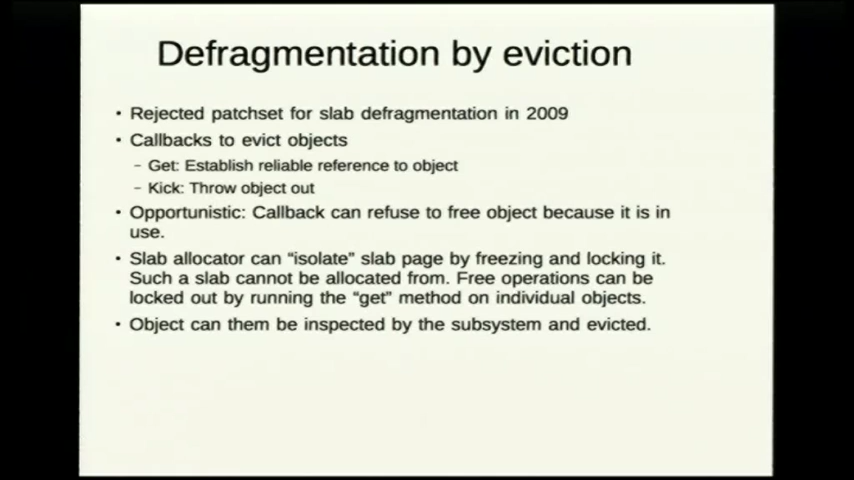 Defragmentation by eviction
• Rejected patchset for slab defragmentation in 2009
• Callbacks to evict objects
– Get: Establish reliable reference to object
– Kick: Throw object out
• Opportunistic: Callback can refuse to free object because it is in
use.
• Slab allocator can “isolate” slab page by freezing and locking it.
Such a slab cannot be allocated from. Free operations can be
locked out by running the “get” method on individual objects.
• Object can them be inspected by the subsystem and evicted.